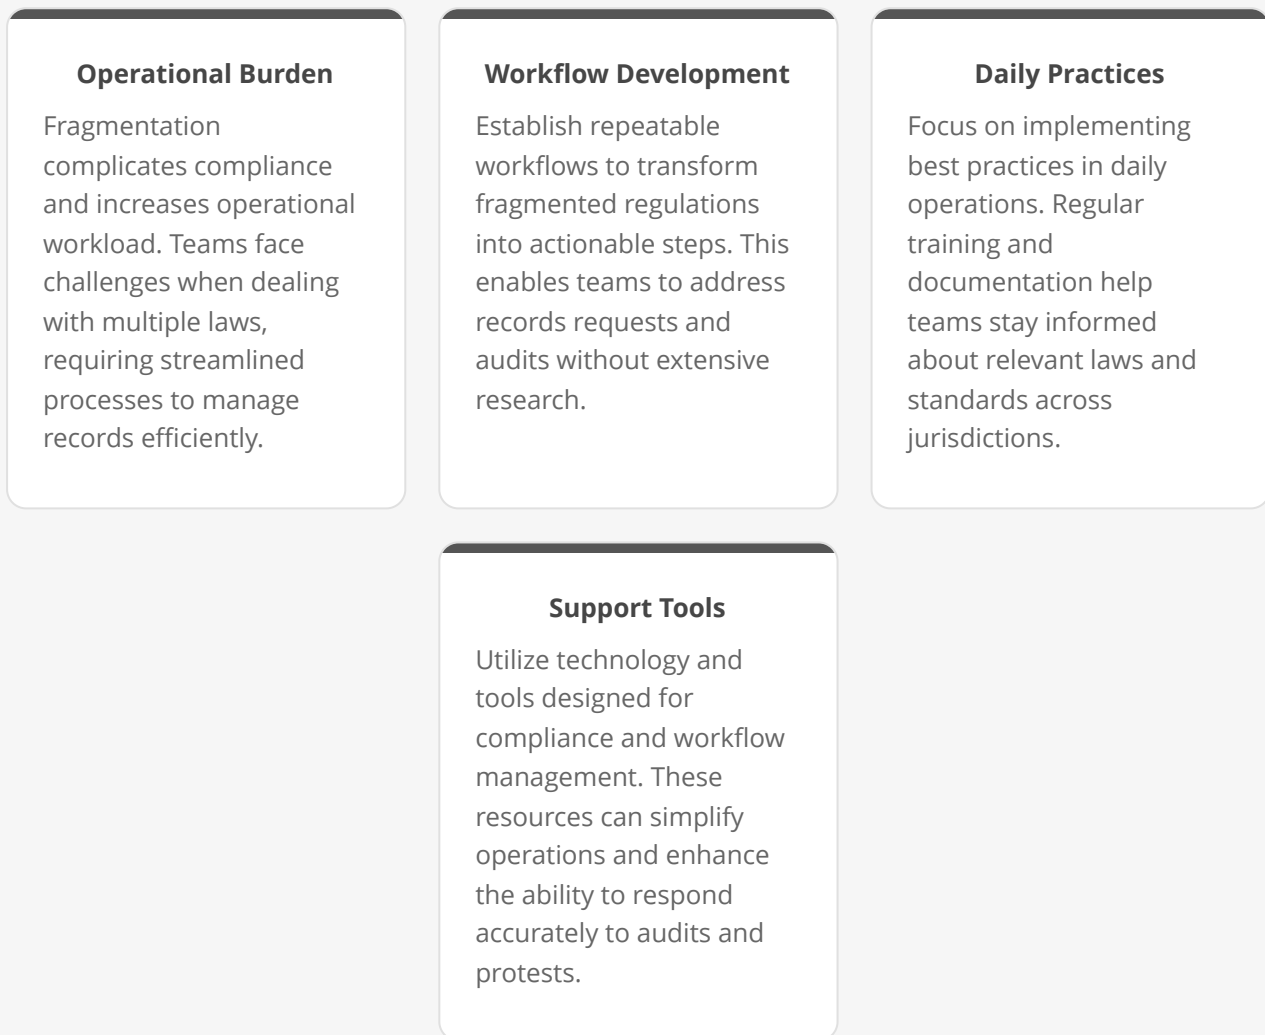 Operational Burden
Fragmentation
complicates compliance
and increases operational
workload. Teams face
challenges when dealing
with multiple laws,
requiring streamlined
processes to manage
records efficiently.
Workflow Development
Establish repeatable
workflows to transform
fragmented regulations
into actionable steps. This
enables teams to address
records requests and
audits without extensive
research.
Daily Practices
Focus on implementing
best practices in daily
operations. Regular
training and
documentation help
teams stay informed
about relevant laws and
standards across
jurisdictions.
Support Tools
Utilize technology and
tools designed for
compliance and workflow
management. These
resources can simplify
operations and enhance
the ability to respond
accurately to audits and
protests.